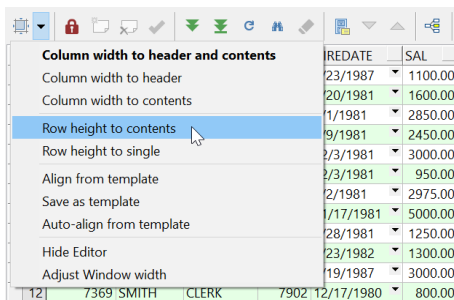 IREDATE SAL
Column width to header and contents
/23/1987 1100.00
Column width to header
/20/1981 1600.00
Column width to contents
/1/1981 2850.00
Row height to contents
/9/1981 2450.00
Row height to single
2/3/1981 3000.00
Align from template
2/3/1981 950.00
Save as template
/2/1981 2975.00
Auto-align from template
1/17/1981 5000.00
/28/1981 1250.00
Hide Editor
/23/1982 1300.00
Adjust Window width
/19/1987 3000.00
12 7369 SMITH CLERK 7902 12/17/1980 800.00